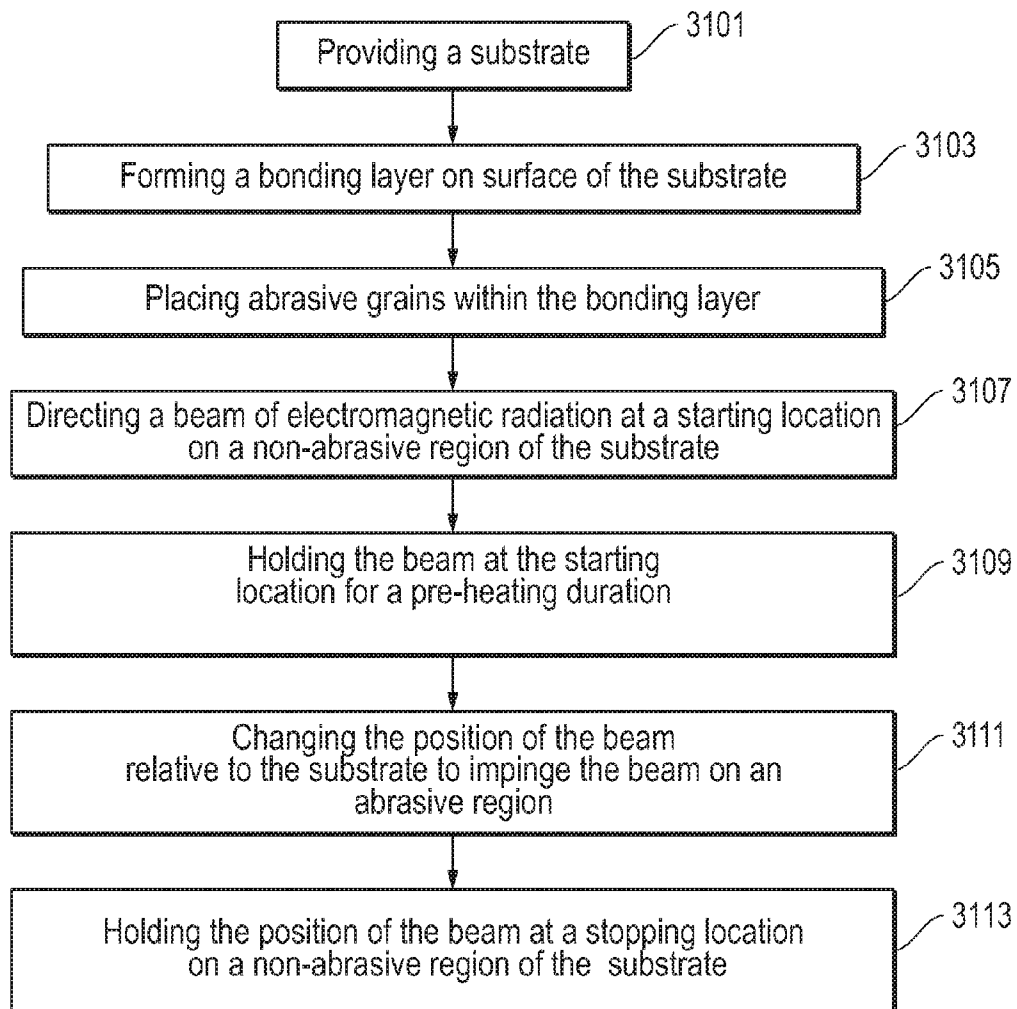 3101
Providing a substrate
3103
Forming a bonding layer on surface of the substrate
3105
Placing abrasive grains within the bonding layer
3107
Directing a beam of electromagnetic radiation at a starting location
on a non-abrasive region of the substrate
Holding the beam at the starting
3109
location for a pre-heating duration
Changing the position of the beam
3111
relative to the substrate to impinge the beam on an
abrasive region
3113
Holding the position of the beam at a stopping location
on a non-abrasive region of the substrate